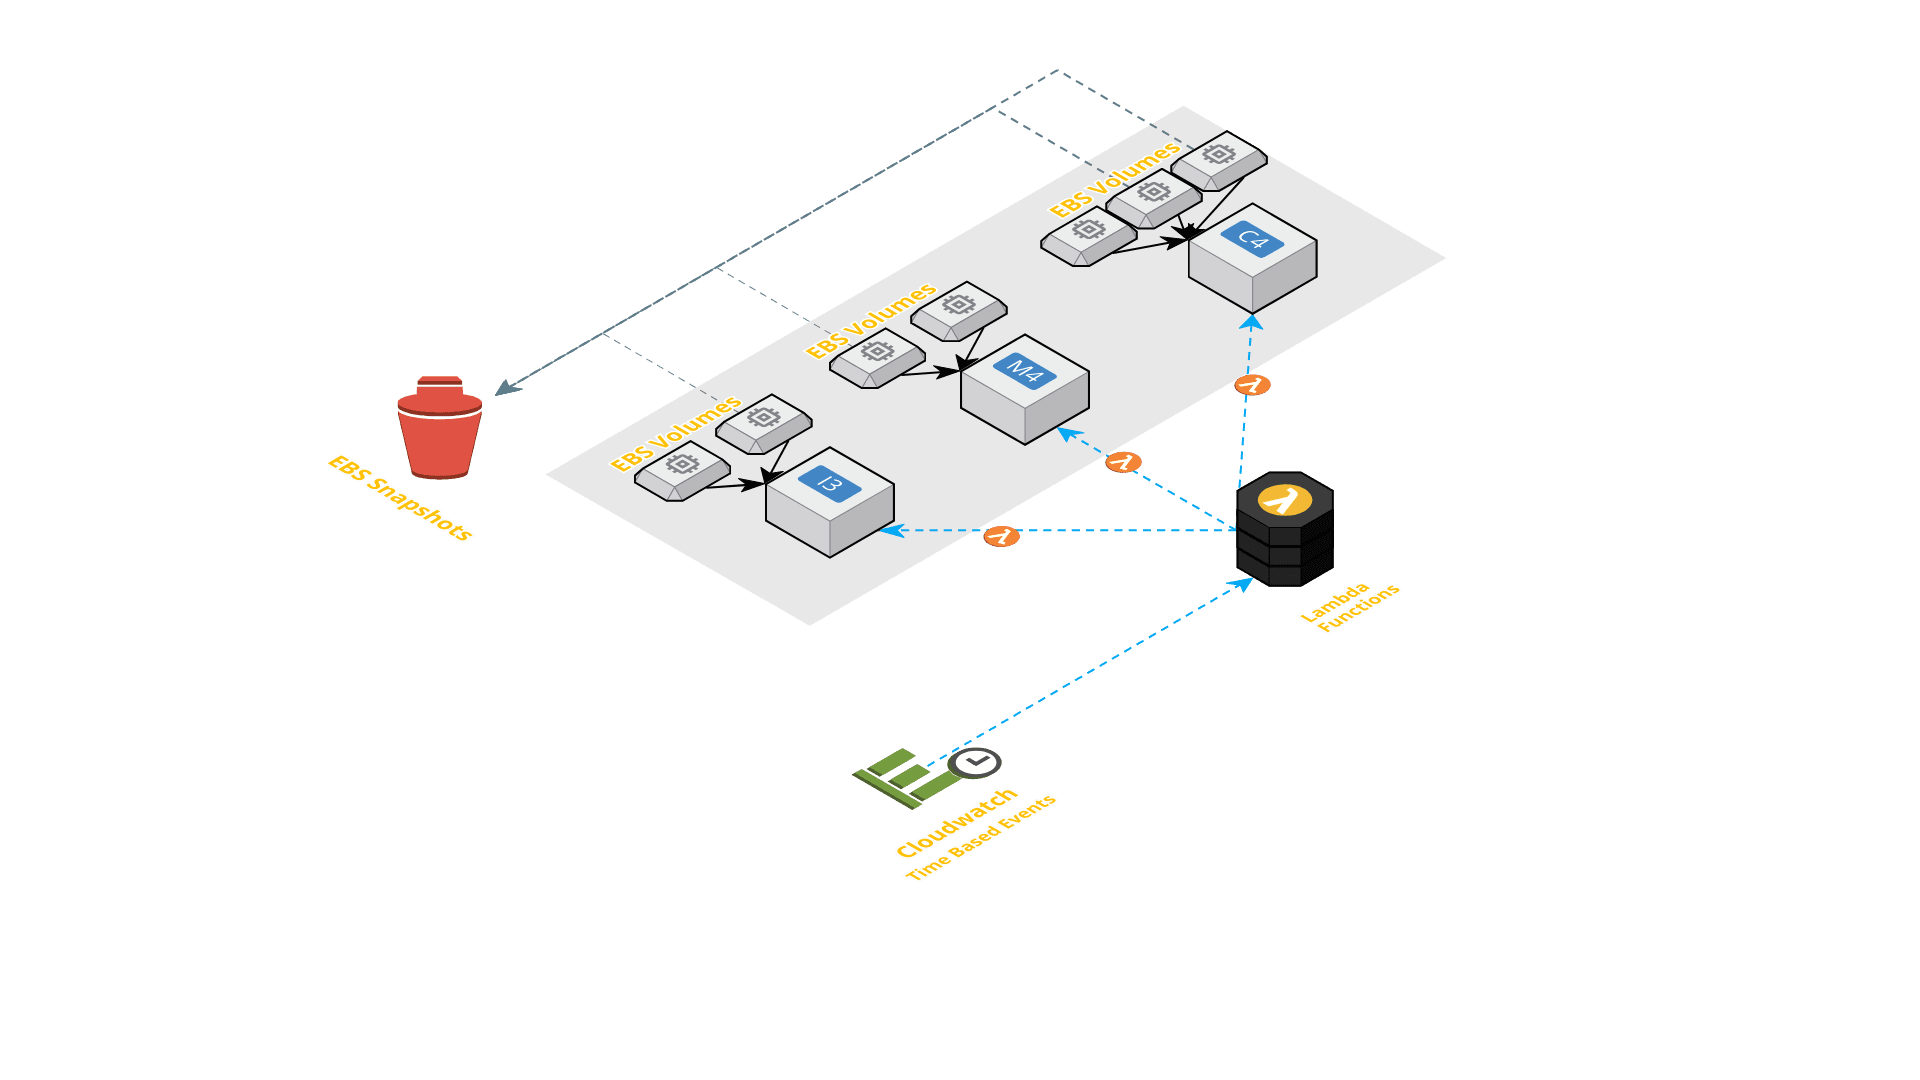 EBS Volumes
C4
EBS Volumes
M4
EBS Volumes
I3
EBS Snapshots
Lambda
Functions
Cloudwatch
Time Based Events